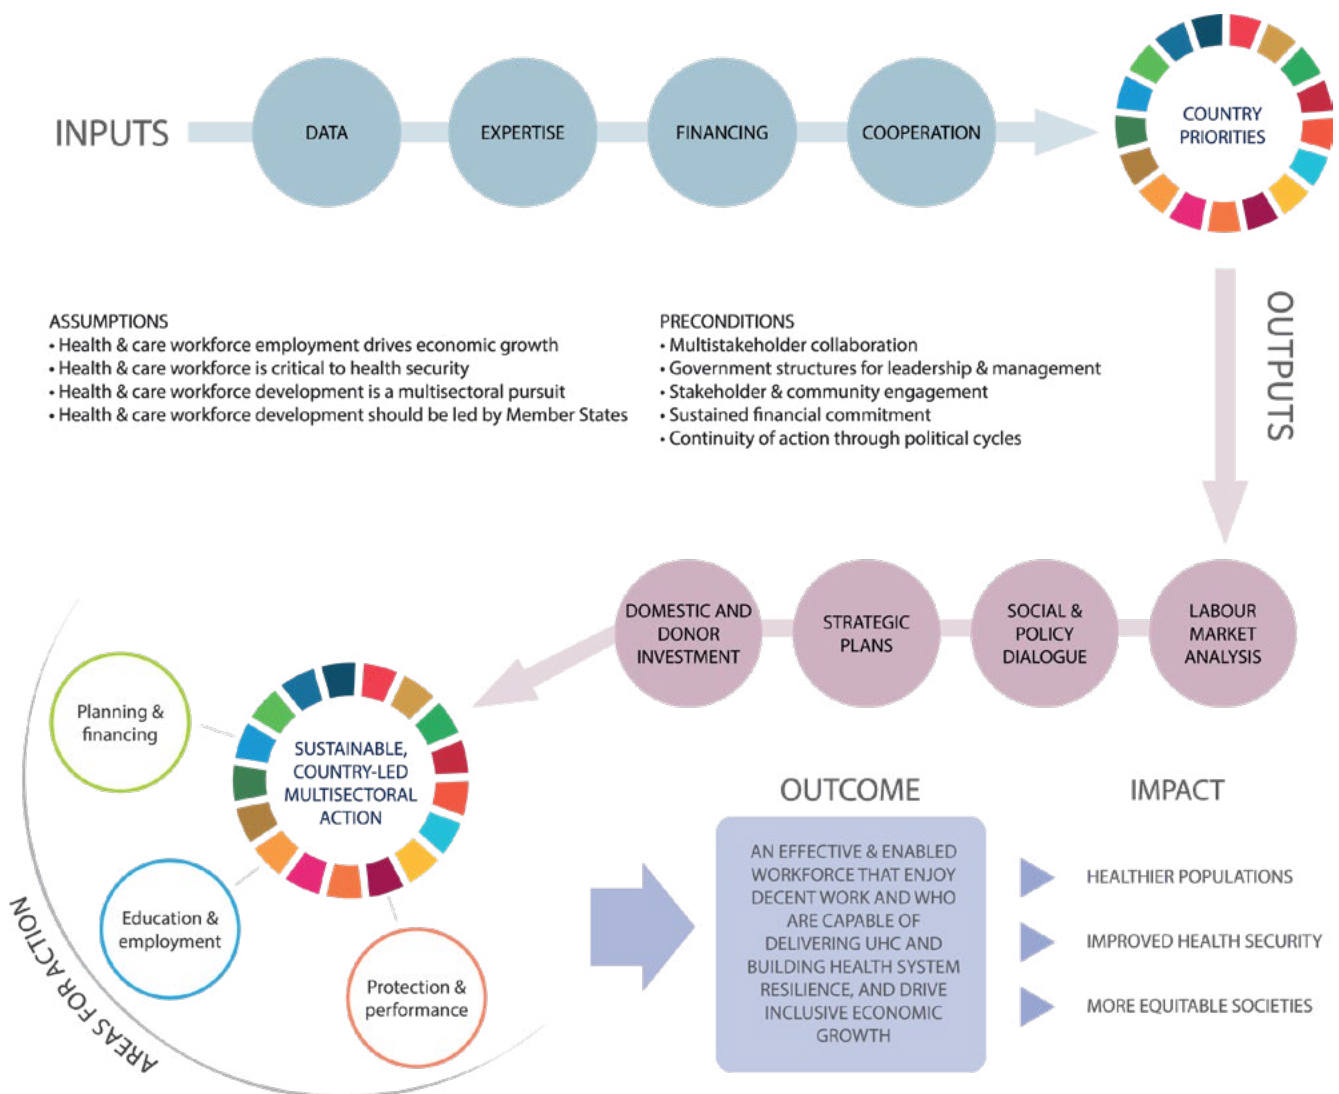 INPUTS
DATA
EXPERTISE
FINANCING
COOPERATION
COUNTRY
PRIORITIES
OUTPUTS
ASSUMPTIONS
• Health & care workforce employment drives economic growth
• Health & care workforce is critical to health security
• Health & care workforce development is a multisectoral pursuit
• Health & care workforce development should be led by Member States
PRECONDITIONS
• Multistakeholder collaboration
• Government structures for leadership & management
• Stakeholder & community engagement
• Sustained financial commitment
• Continuity of action through political cycles
LABOUR
MARKET
ANALYSIS
SOCIAL &
POLICY
DIALOGUE
STRATEGIC
PLANS
DOMESTIC AND
DONOR
INVESTMENT
SUSTAINABLE,
COUNTRY-LED
MULTISECTORAL
ACTION
Planning &
financing
Education &
employment
Protection &
performance
AREAS FOR ACTION
OUTCOME
AN EFFECTIVE & ENABLED
WORKFORCE THAT ENJOY
DECENT WORK AND WHO
ARE CAPABLE OF
DELIVERING UHC AND
BUILDING HEALTH SYSTEM
RESILIENCE, AND DRIVE
INCLUSIVE ECONOMIC
GROWTH
IMPACT
HEALTHIER POPULATIONS
IMPROVED HEALTH SECURITY
MORE EQUITABLE SOCIETIES